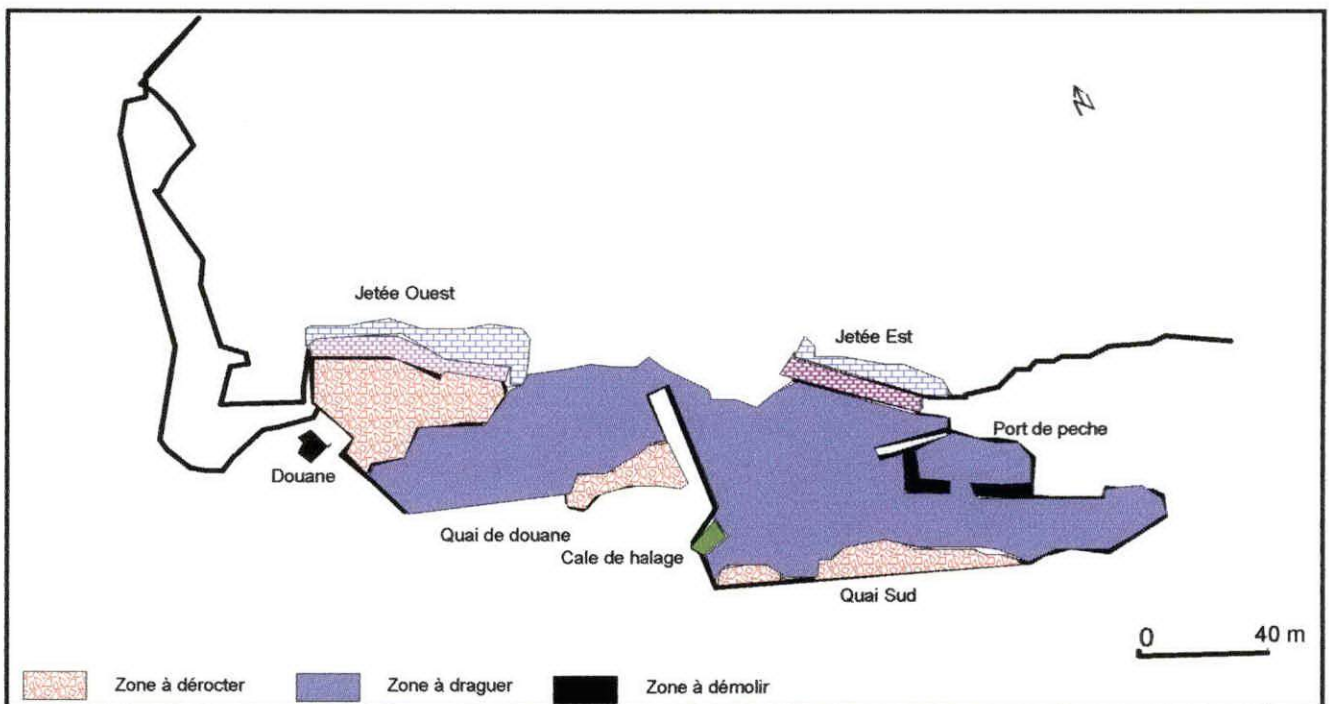 N
Jetée Ouest
Jetée Est
Port de peche
Douane
Quai de douane
Cale de halage
Quai Sud
0 40 m
Zone à dérocter Zone à draguer Zone à démolir